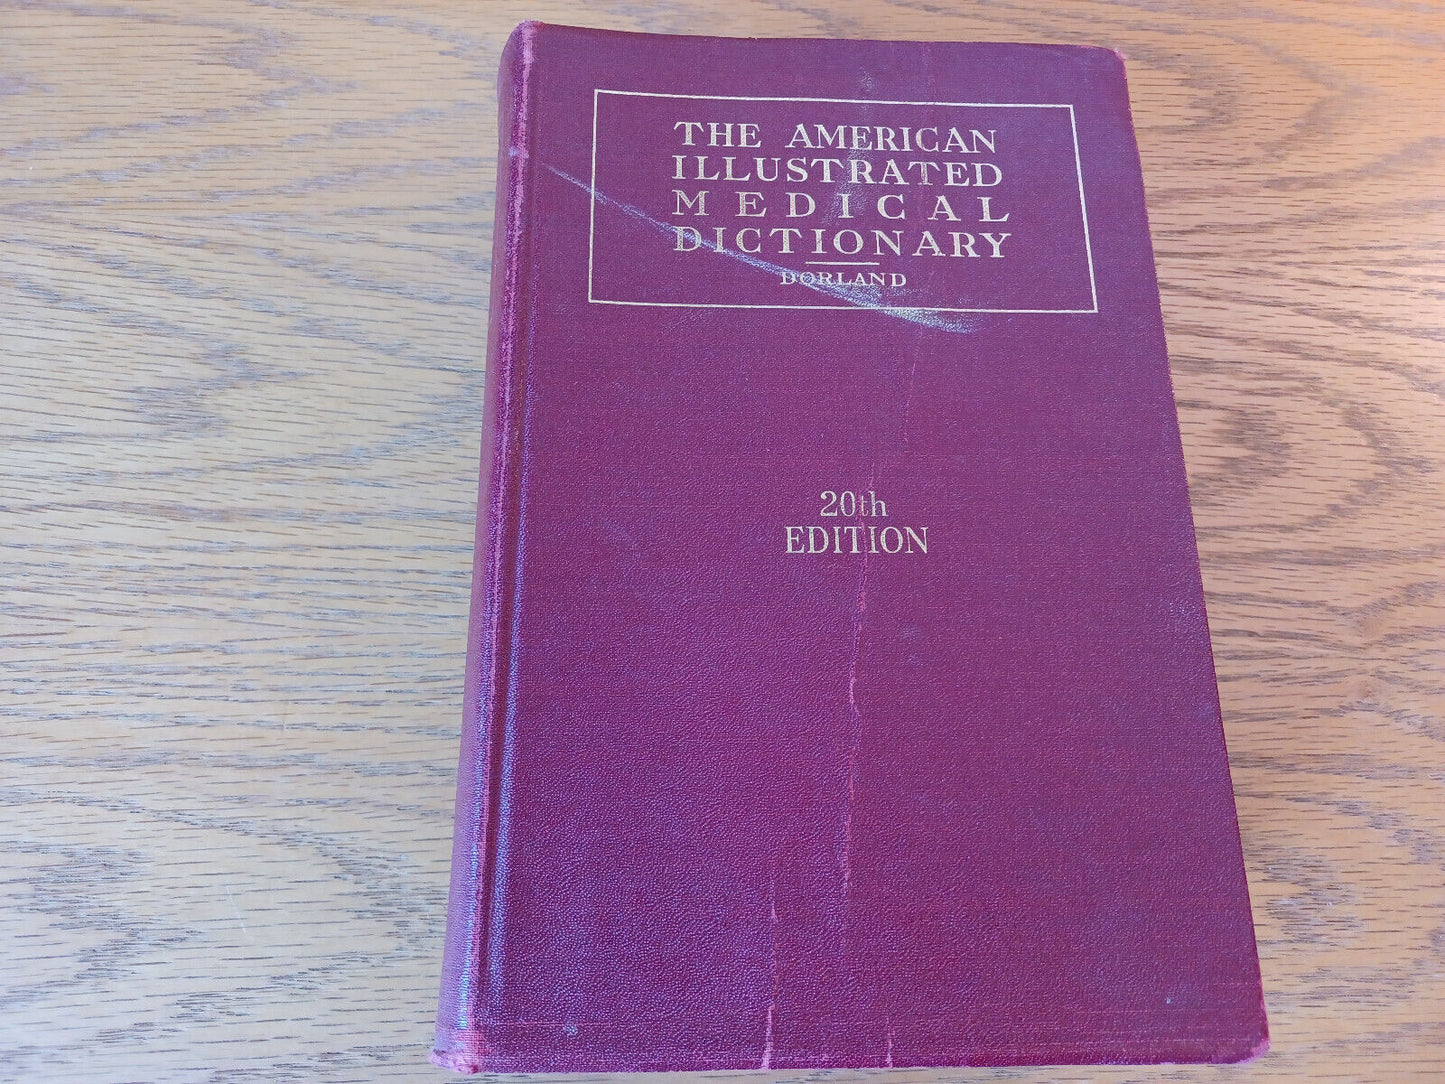 THE AMERICAN
ILLUSTRATED
MEDICAL
DICTIONARY
DORLAND
20th
EDITION